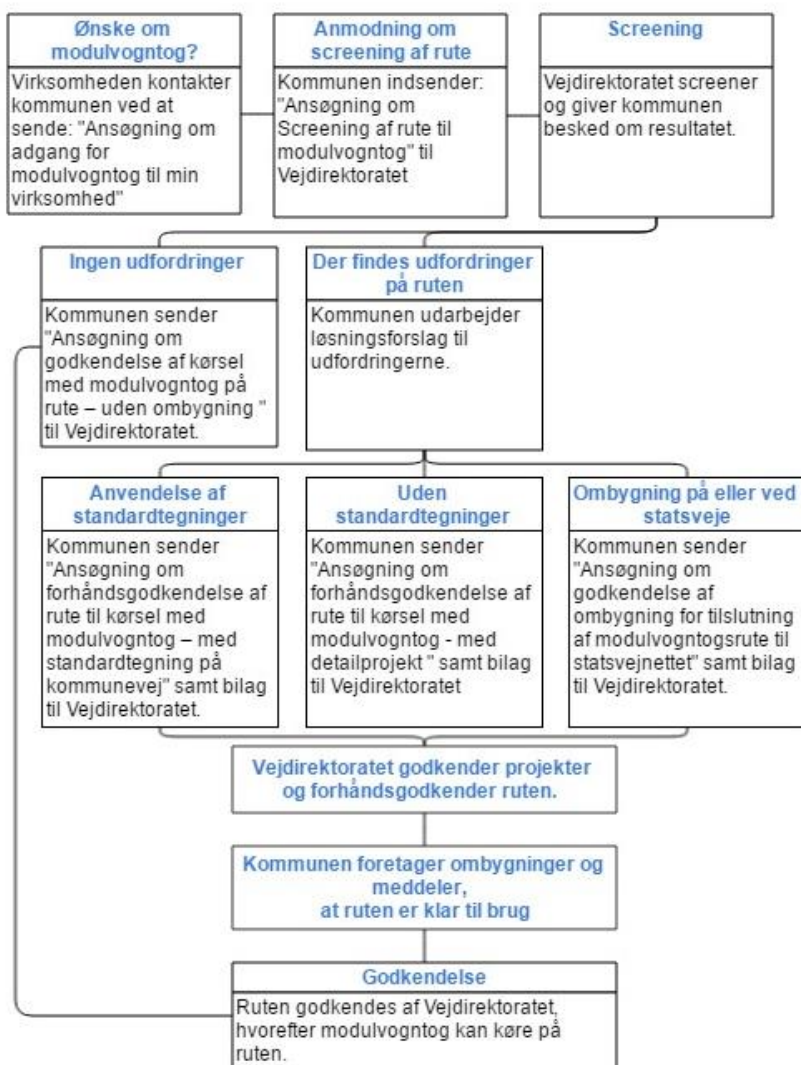 Ønske om
modulvogntog?
Virksomheden kontakter
kommunen ved at
sende: "Ansøgning om
adgang for
modulvogntog til min
virksomhed"
Anmodning om
screening af rute
Kommunen indsender:
"Ansøgning om
Screening af rute til
modulvogntog" til
Vejdirektoratet
Screening
Vejdirektoratet screener
og giver kommunen
besked om resultatet.
Ingen udfordringer
Kommunen sender
"Ansøgning om
godkendelse af kørsel
med modulvogntog på
rute – uden ombygning "
til Vejdirektoratet.
Der findes udfordringer
på ruten
Kommunen udarbejder
løsningsforslag til
udfordringerne.
Anvendelse af
standardtegninger
Kommunen sender
"Ansøgning om
forhåndsgodkendelse af
rute til kørsel med
modulvogntog – med
standardtegning på
kommunevej" samt bilag
til Vejdirektoratet.
Uden
standardtegninger
Kommunen sender
"Ansøgning om
forhåndsgodkendelse af
rute til kørsel med
modulvogntog - med
detailprojekt " samt bilag
til Vejdirektoratet
Ombygning på eller ved
statsveje
Kommunen sender
"Ansøgning om
godkendelse af
ombygning for tilslutning
af modulvogntogsrute til
statsvejnettet" samt bilag
til Vejdirektoratet.
Vejdirektoratet godkender projekter
og forhåndsgodkender ruten.
Kommunen foretager ombygninger og
meddeler,
at ruten er klar til brug
Godkendelse
Ruten godkendes af Vejdirektoratet,
hvorefter modulvogntog kan køre på
ruten.